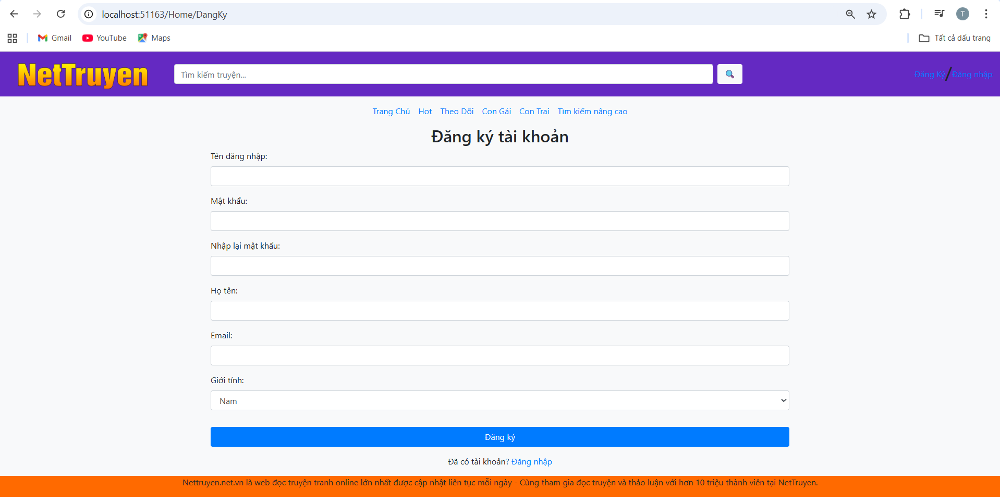 localhost:51163/Home/DangKy
T
Gmail YouTube Maps Tất cả dấu trang
NetTruyen Tìm kiếm truyện... Đăng Ký/Đăng nhập
Trang Chủ Hot Theo Dõi Con Gái Con Trai Tìm kiếm nâng cao
Đăng ký tài khoản
Tên đăng nhập:
Mật khẩu:
Nhập lại mật khẩu:
Họ tên:
Email:
Giới tính:
Nam
Đăng ký
Đã có tài khoản? Đăng nhập
Nettruyen.net.vn là web đọc truyện tranh online lớn nhất được cập nhật liên tục mỗi ngày - Cùng tham gia đọc truyện và thảo luận với hơn 10 triệu thành viên tại NetTruyen.